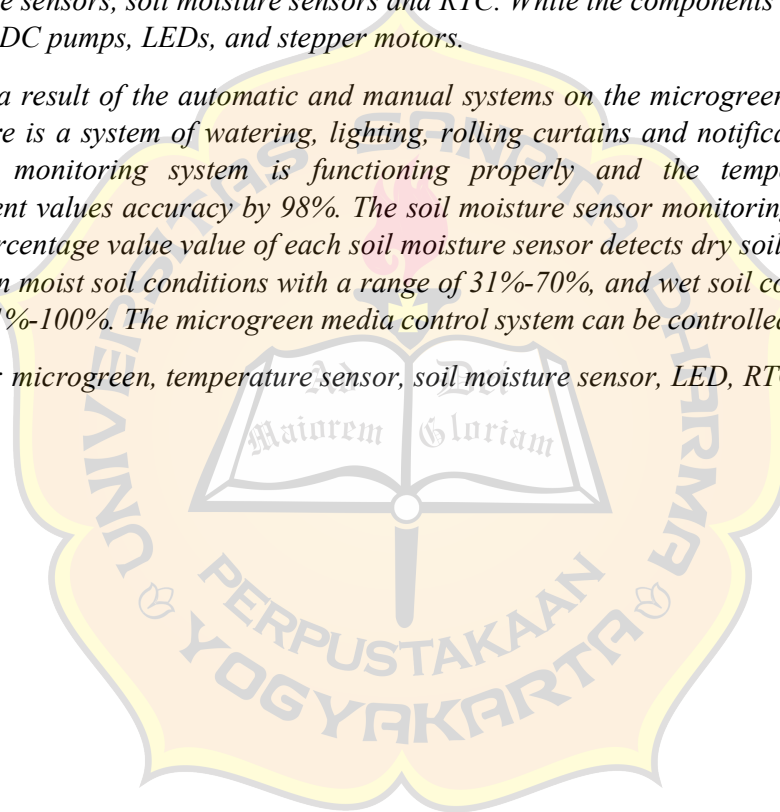 e sensors, soil moisture sensors and RTC. While the components
DC pumps, LEDs, and stepper motors.
a result of the automatic and manual systems on the microgreen
re is a system of watering, lighting, rolling curtains and notifica
monitoring system is functioning properly and the tempe
ent values accuracy by 98%. The soil moisture sensor monitoring
rcentage value value of each soil moisture sensor detects dry soil
n moist soil conditions with a range of 31%-70%, and wet soil co
%-100%. The microgreen media control system can be controlled
: microgreen, temperature sensor, soil moisture sensor, LED, RT
UNIVERSITAS SANATA DHARMA
Ad Dei
Maiorem Gloriam
PERPUSTAKAAN
YOGYAKARTA